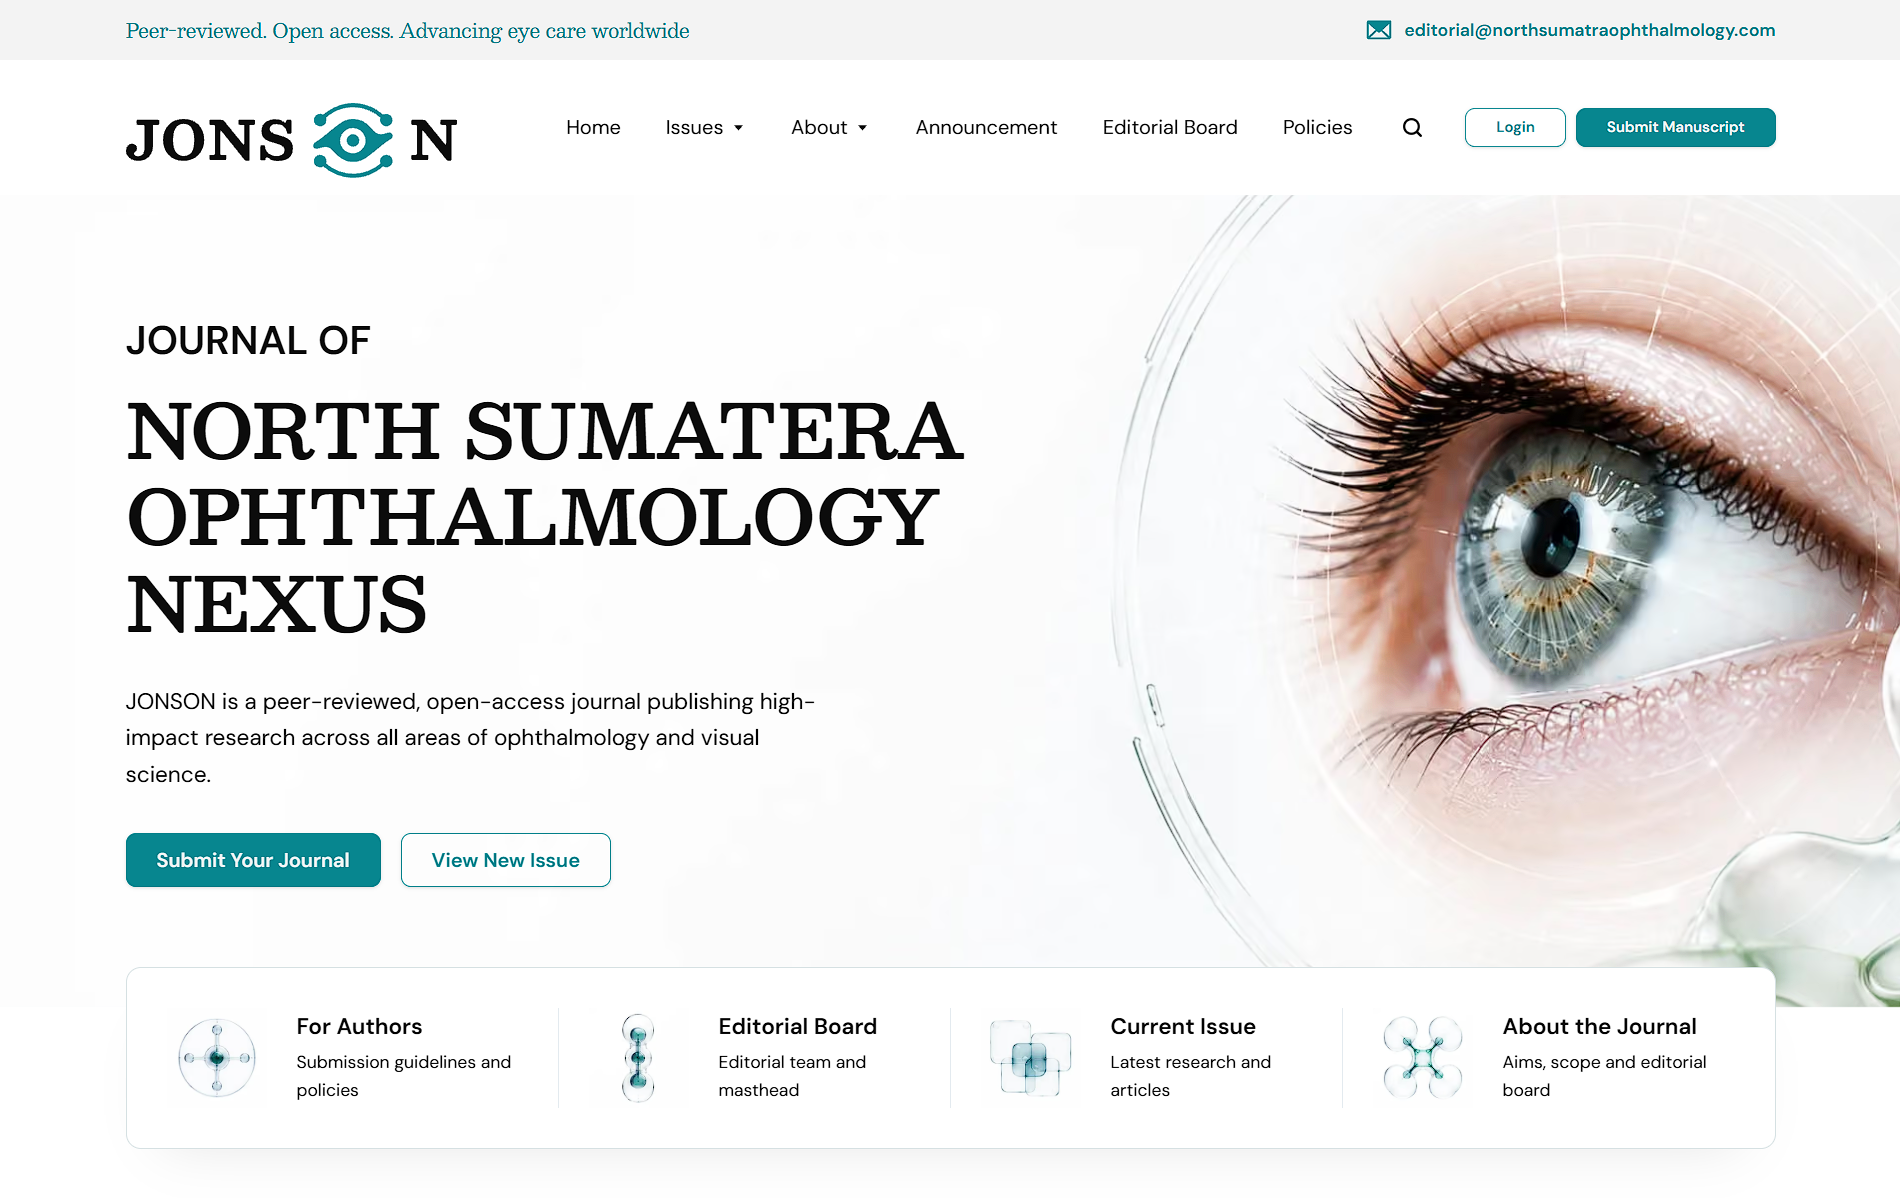 Peer-reviewed. Open access. Advancing eye care worldwide
editorial@northsumatraophthalmology.com
JONS N
Home Issues About Announcement Editorial Board Policies Login Submit Manuscript
JOURNAL OF
NORTH SUMATERA
OPHTHALMOLOGY
NEXUS
JONSON is a peer-reviewed, open-access journal publishing high-
impact research across all areas of ophthalmology and visual
science.
Submit Your Journal View New Issue
For Authors
Submission guidelines and
policies
Editorial Board
Editorial team and
masthead
Current Issue
Latest research and
articles
About the Journal
Aims, scope and editorial
board